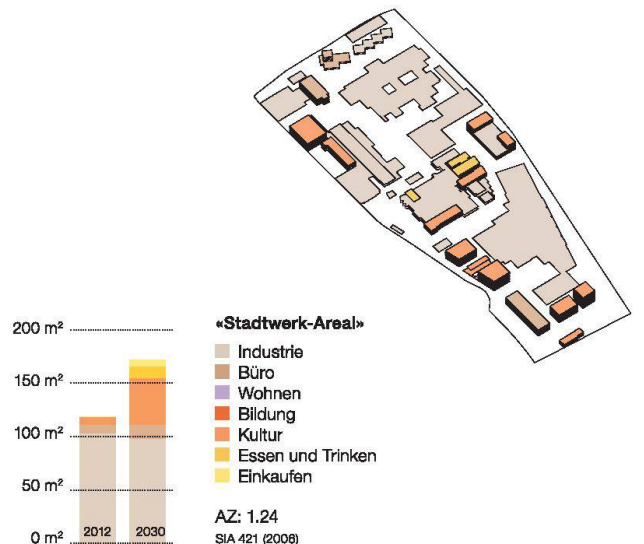 200 m²
150 m²
100 m²
50 m²
0 m²
2012
2030
«Stadtwerk-Areal»
Industrie
Büro
Wohnen
Bildung
Kultur
Essen und Trinken
Einkaufen
AZ: 1.24
SIA 421 (2006)